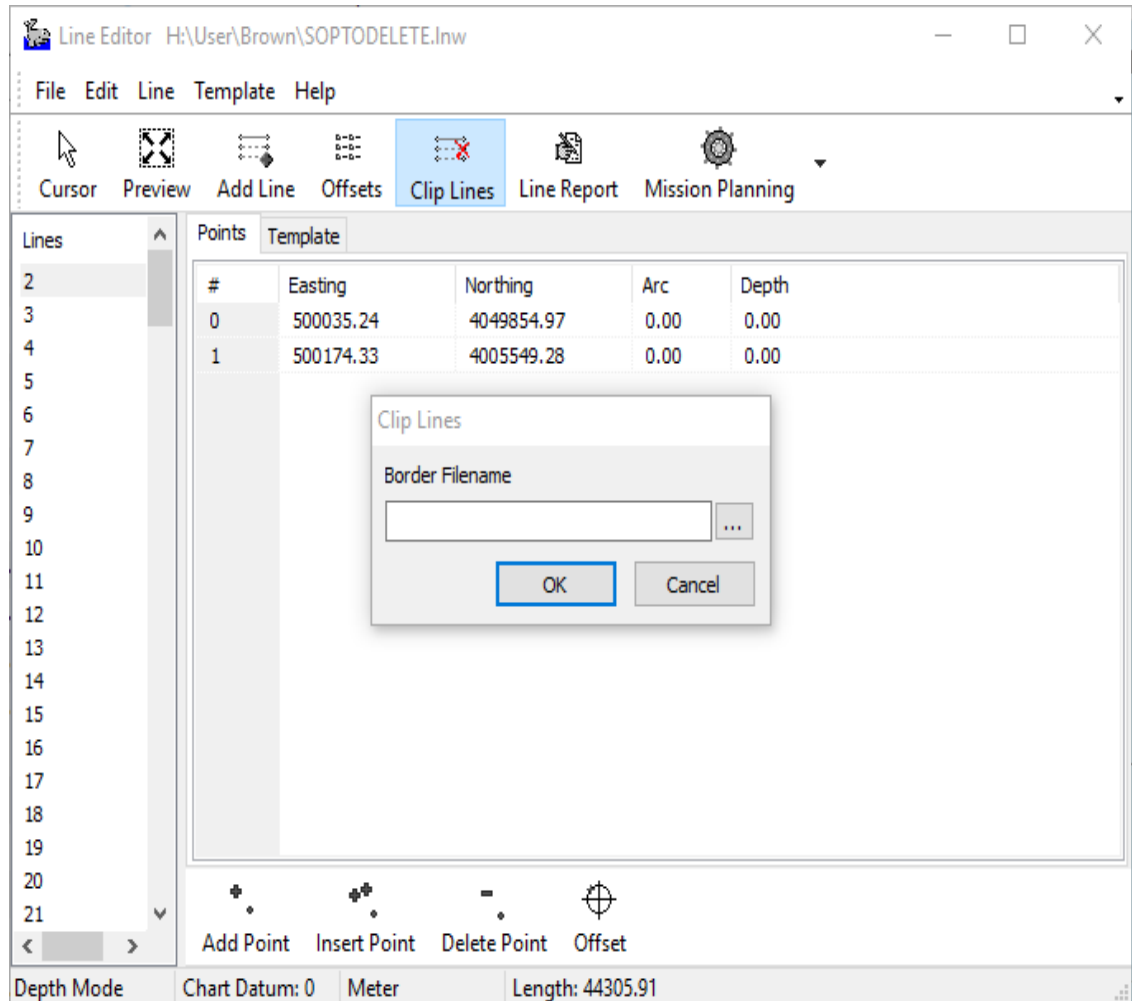 Line Editor H:\User\Brown\SOPTODELETE.lnw
File Edit Line Template Help
Cursor Preview Add Line Offsets Clip Lines Line Report Mission Planning
Lines
2
3
4
5
6
7
8
9
10
11
12
13
14
15
16
17
18
19
20
21
Points Template
# Easting Northing Arc Depth
0 500035.24 4049854.97 0.00 0.00
1 500174.33 4005549.28 0.00 0.00
Clip Lines
Border Filename
...
OK Cancel
Add Point Insert Point Delete Point Offset
Depth Mode Chart Datum: 0 Meter Length: 44305.91